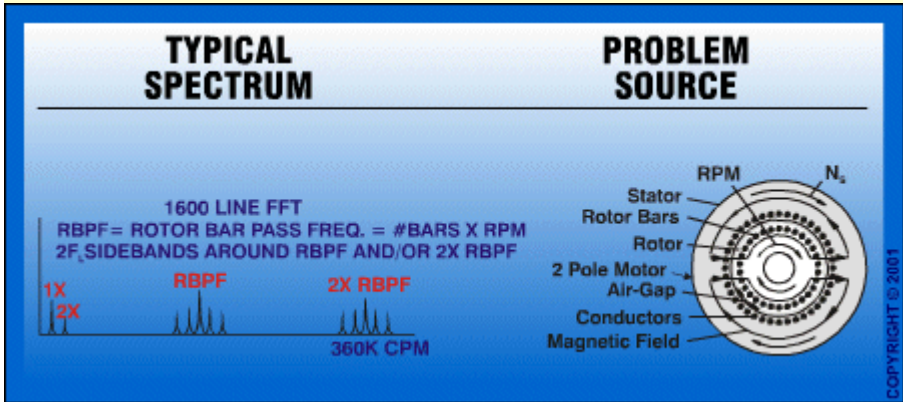 TYPICAL
SPECTRUM
PROBLEM
SOURCE
1600 LINE FFT
RBPF= ROTOR BAR PASS FREQ. = #BARS X RPM
2FL SIDEBANDS AROUND RBPF AND/OR 2X RBPF
1X
2X
RBPF
2X RBPF
360K CPM
RPM
Ns
Stator
Rotor Bars
Rotor
2 Pole Motor
Air-Gap
Conductors
Magnetic Field
COPYRIGHT © 2001